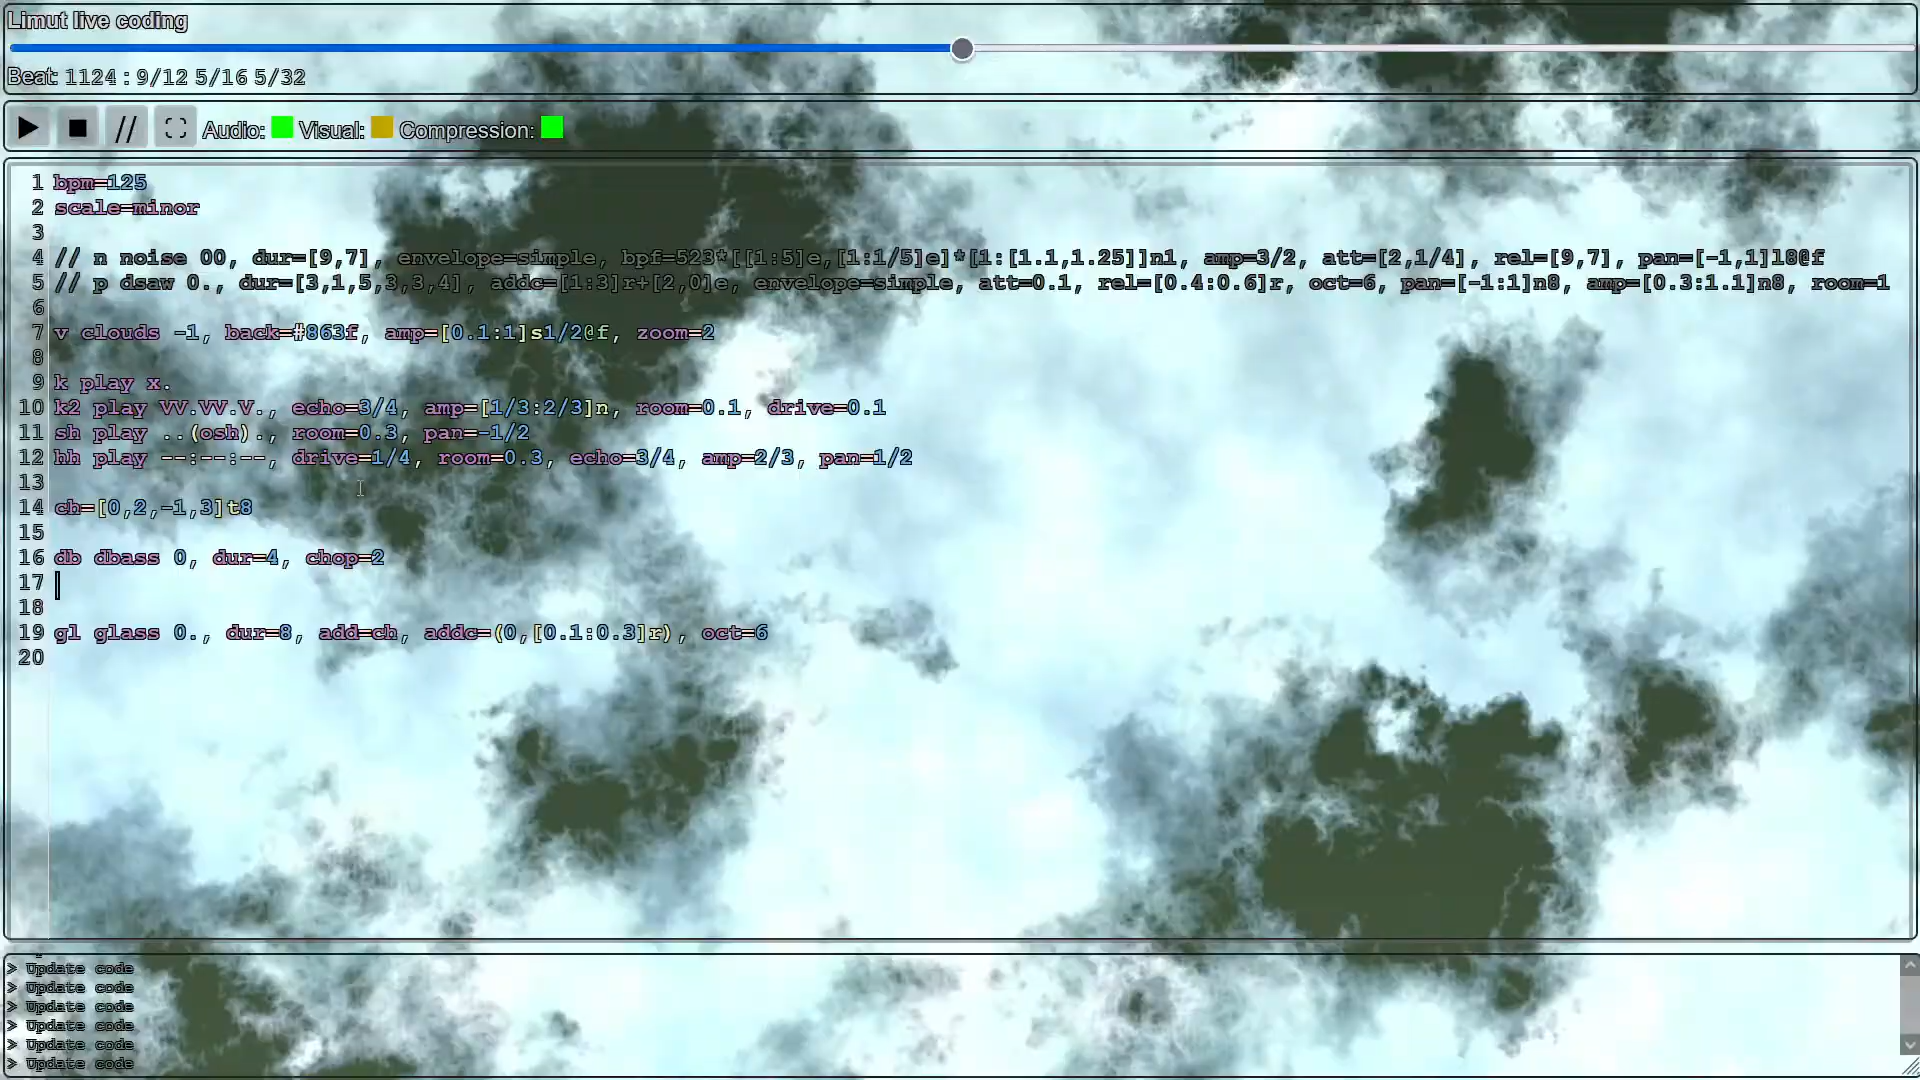 Limut live coding
Beat: 1124 : 9/12 5/16 5/32
// Audio: Visual: Compression:
1 bpm=125
2 scale=minor
3
4 // n noise 00, dur=[9,7], envelope=simple, bpf=523*[[1:5]e,[1:1/5]e]*[1:[1.1,1.25]]n1, amp=3/2, att=[2,1/4], rel=[9,7], pan=[-1,1]l8@f
5 // p dsaw 0., dur=[3,1,5,3,3,4], addc=[1:3]r+[2,0]e, envelope=simple, att=0.1, rel=[0.4:0.6]r, oct=6, pan=[-1:1]n8, amp=[0.3:1.1]n8, room=1
6
7 v clouds -1, back=#863f, amp=[0.1:1]s1/2@f, zoom=2
8
9 k play x.
10 k2 play VV.VV.V., echo=3/4, amp=[1/3:2/3]n, room=0.1, drive=0.1
11 sh play ..(osh)., room=0.3, pan=-1/2
12 hh play --:--:--, drive=1/4, room=0.3, echo=3/4, amp=2/3, pan=1/2
13
14 ch=[0,2,-1,3]t8
15
16 db dbass 0, dur=4, chop=2
17
18
19 gl glass 0., dur=8, add=ch, addc=(0,[0.1:0.3]r), oct=6
20
> Update code
> Update code
> Update code
> Update code
> Update code
> Update code